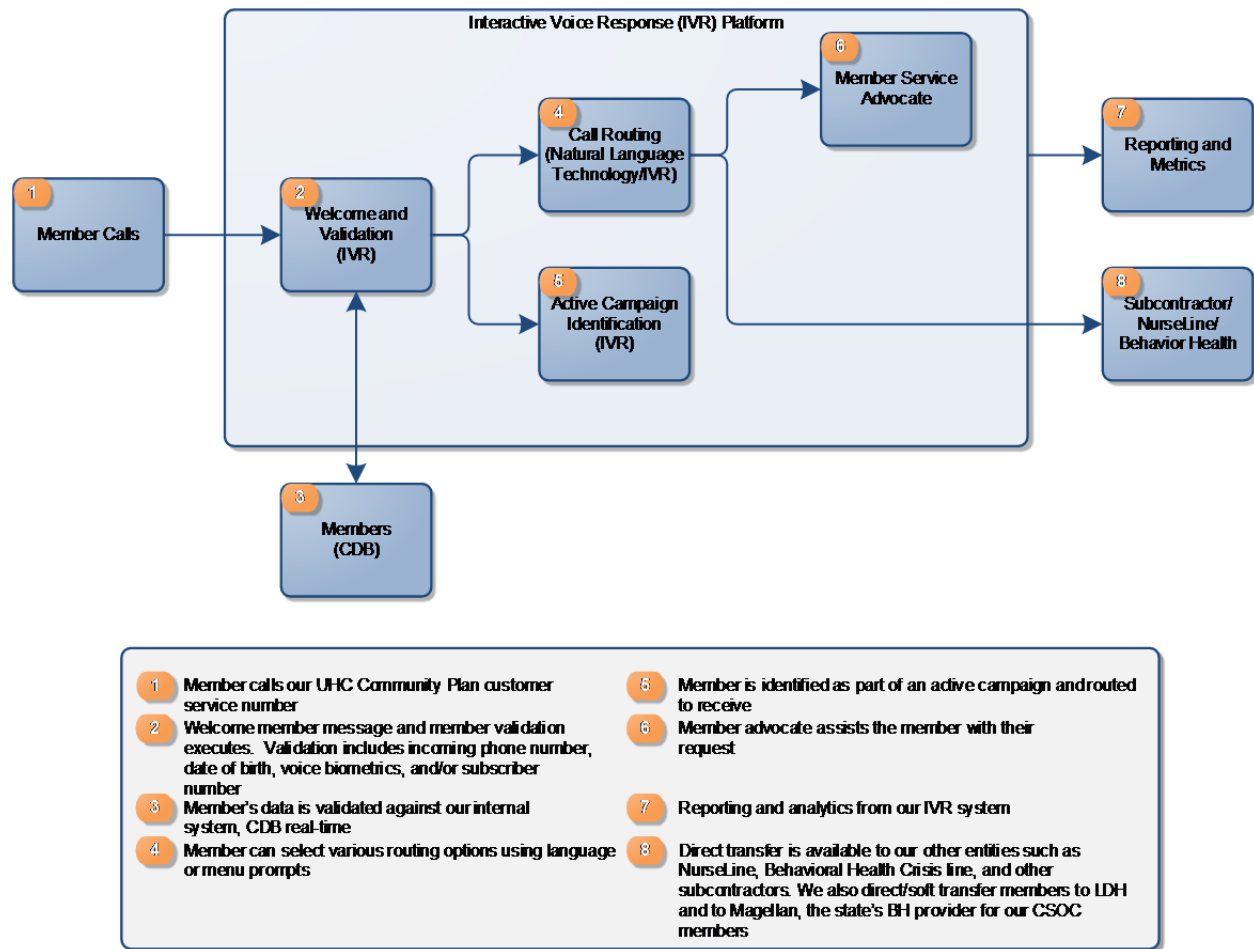 Interactive Voice Response (IVR) Platform
6
Member Service
Advocate
4
Call Routing
(Natural Language
Technology/IVR)
7
Reporting and
Metrics
1
Member Calls
2
Welcome and
Validation
(IVR)
5
Active Campaign
Identification
(IVR)
8
Subcontractor/
NurseLine/
Behavior Health
3
Members
(CDB)
1
Member calls our UHC Community Plan customer
service number
2
Welcome member message and member validation
executes. Validation includes incoming phone number,
date of birth, voice biometrics, and/or subscriber
number
3
Member's data is validated against our internal
system, CDB real-time
4
Member can select various routing options using language
or menu prompts
5
Member is identified as part of an active campaign and routed
to receive
6
Member advocate assists the member with their
request
7
Reporting and analytics from our IVR system
8
Direct transfer is available to our other entities such as
NurseLine, Behavioral Health Crisis line, and other
subcontractors. We also direct/soft transfer members to LDH
and to Magellan, the state's BH provider for our CSOC
members